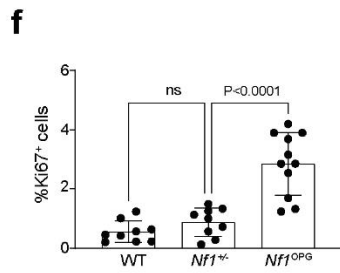 f
ns
P<0.0001
%Ki67⁺ cells
6
4
2
0
WT
Nf1⁺/⁻
Nf1ᴼᴾᴳ